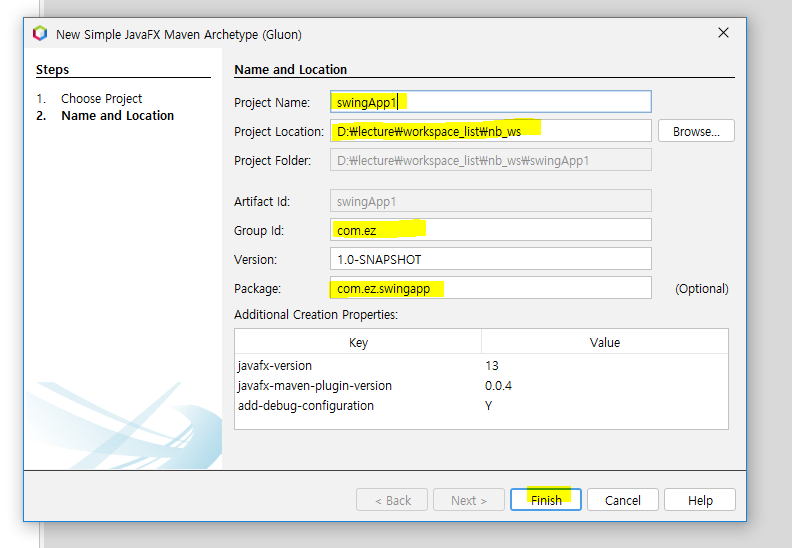 New Simple JavaFX Maven Archetype (Gluon)
Steps
1. Choose Project
2. Name and Location
Name and Location
Project Name: swingApp1
Project Location: D:₩lecture₩workspace_list₩nb_ws Browse...
Project Folder: D:₩lecture₩workspace_list₩nb_ws₩swingApp1
Artifact Id: swingApp1
Group Id: com.ez
Version: 1.0-SNAPSHOT
Package: com.ez.swingapp (Optional)
Additional Creation Properties:
Key Value
javafx-version 13
javafx-maven-plugin-version 0.0.4
add-debug-configuration Y
< Back Next > Finish Cancel Help